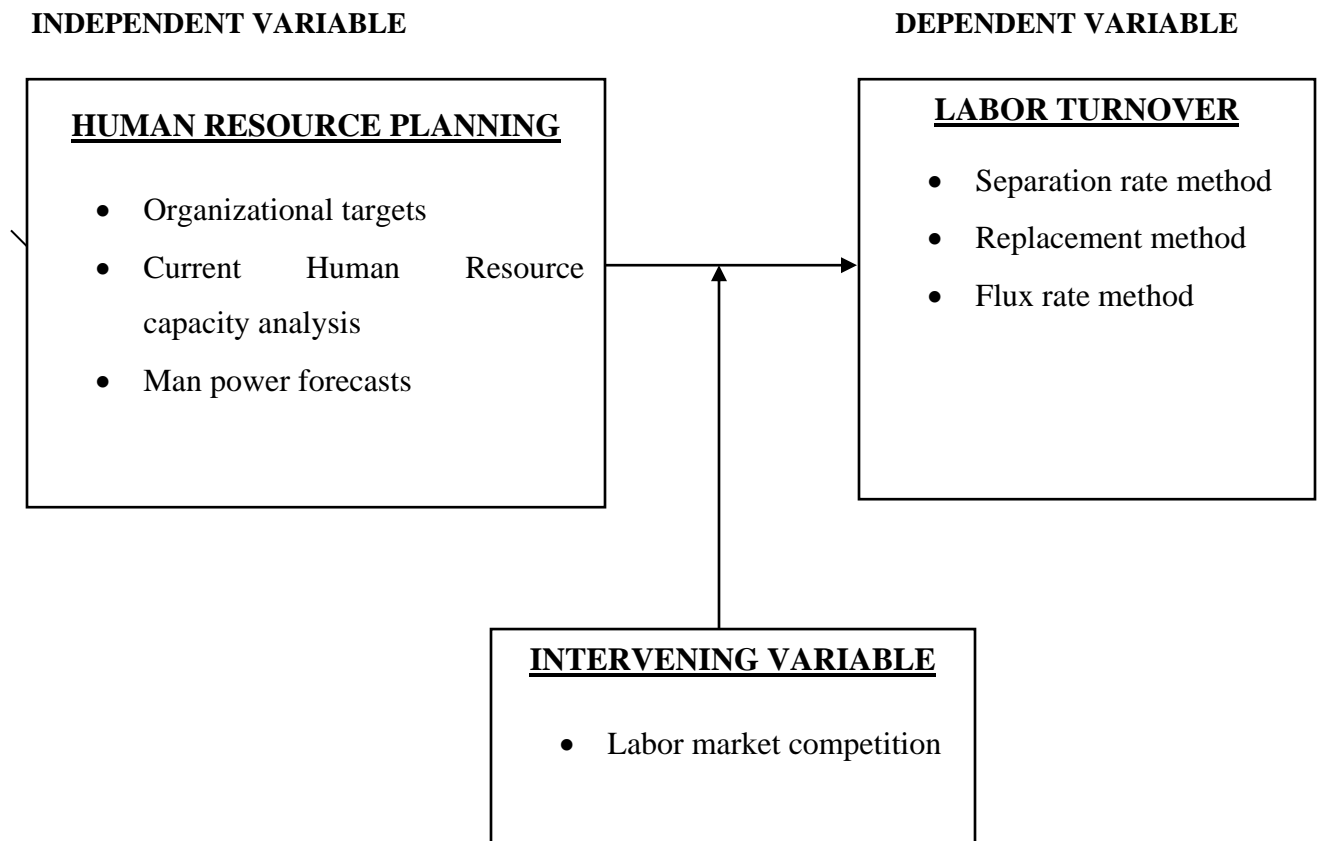 INDEPENDENT VARIABLE
DEPENDENT VARIABLE
HUMAN RESOURCE PLANNING
• Organizational targets
• Current Human Resource
capacity analysis
• Man power forecasts
LABOR TURNOVER
• Separation rate method
• Replacement method
• Flux rate method
INTERVENING VARIABLE
• Labor market competition